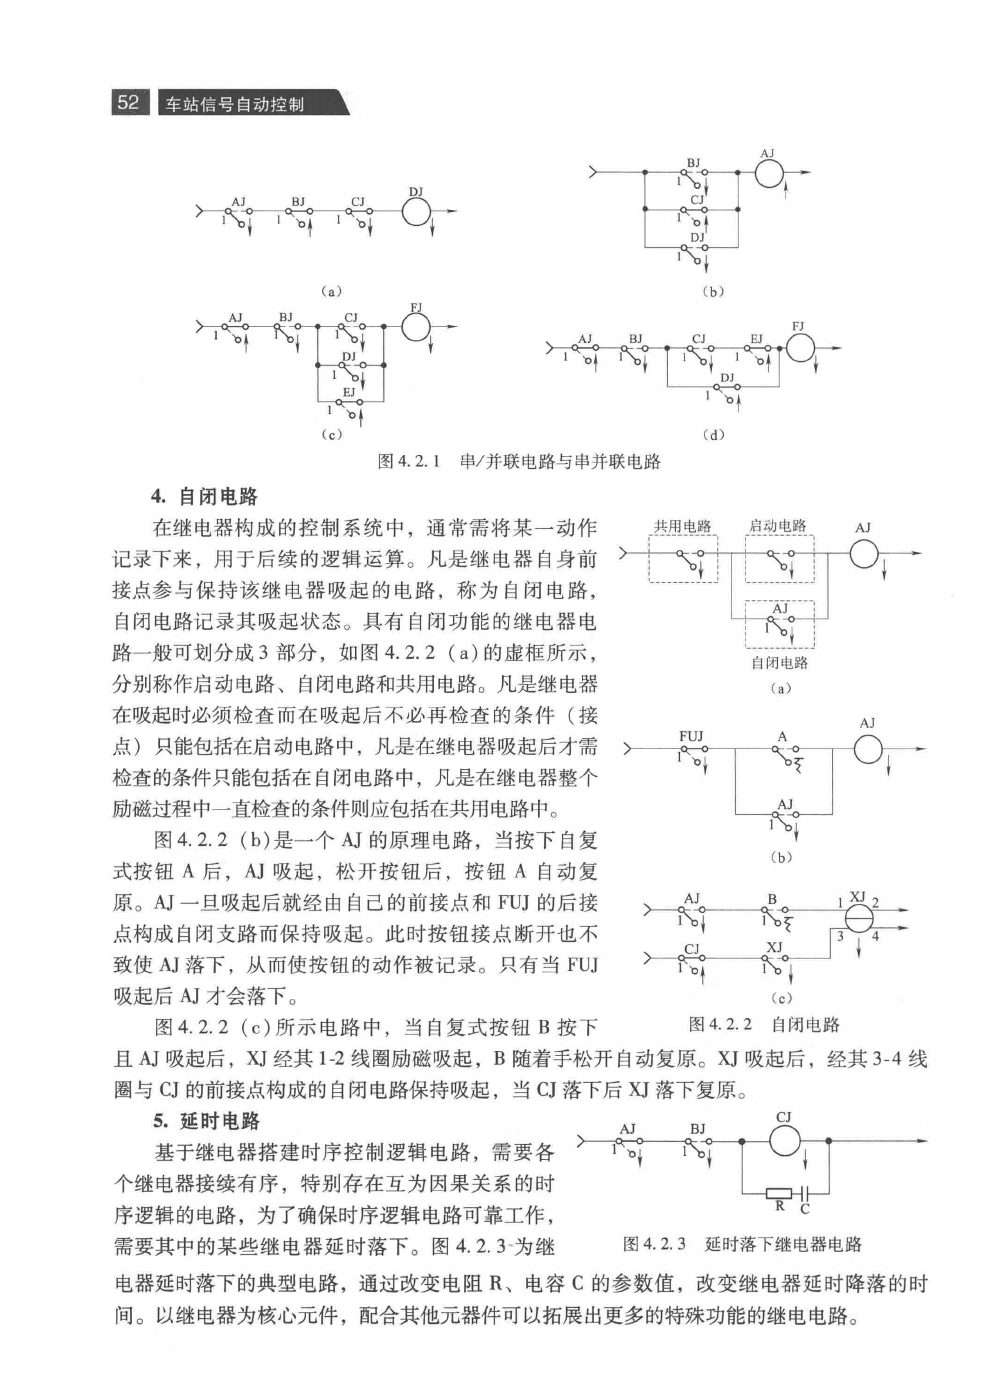 52 车站信号自动控制
AJ BJ CJ DJ
1 1 1
(a)
AJ
BJ
1
CJ
1
DJ
1
(b)
AJ BJ CJ FJ
1 1 1
DJ
1
EJ
1
(c)
AJ BJ CJ EJ FJ
1 1 1 1
DJ
1
(d)
图 4.2.1 串/并联电路与串并联电路
4. 自闭电路
在继电器构成的控制系统中，通常需将某一动作
记录下来，用于后续的逻辑运算。凡是继电器自身前
接点参与保持该继电器吸起的电路，称为自闭电路，
自闭电路记录其吸起状态。具有自闭功能的继电器电
路一般可划分成 3 部分，如图 4.2.2 (a)的虚框所示，
分别称作启动电路、自闭电路和共用电路。凡是继电器
在吸起时必须检查而在吸起后不必再检查的条件（接
点）只能包括在启动电路中，凡是在继电器吸起后才需
检查的条件只能包括在自闭电路中，凡是在继电器整个
励磁过程中一直检查的条件则应包括在共用电路中。
图 4.2.2 (b)是一个 AJ 的原理电路，当按下自复
式按钮 A 后，AJ 吸起，松开按钮后，按钮 A 自动复
原。AJ 一旦吸起后就经由自己的前接点和 FUJ 的后接
点构成自闭支路而保持吸起。此时按钮接点断开也不
致使 AJ 落下，从而使按钮的动作被记录。只有当 FUJ
吸起后 AJ 才会落下。
共用电路 启动电路 AJ
AJ
1
自闭电路
(a)
FUJ A AJ
1
AJ
1
(b)
AJ B 1 XJ 2
1 1
CJ XJ 3 4
1 1
(c)
图 4.2.2 自闭电路
图 4.2.2 (c)所示电路中，当自复式按钮 B 按下
且 AJ 吸起后，XJ 经其 1-2 线圈励磁吸起，B 随着手松开自动复原。XJ 吸起后，经其 3-4 线
圈与 CJ 的前接点构成的自闭电路保持吸起，当 CJ 落下后 XJ 落下复原。
5. 延时电路
基于继电器搭建时序控制逻辑电路，需要各
个继电器接续有序，特别存在互为因果关系的时
序逻辑的电路，为了确保时序逻辑电路可靠工作，
需要其中的某些继电器延时落下。图 4.2.3 为继
AJ BJ CJ
1 1
R C
图 4.2.3 延时落下继电器电路
电器延时落下的典型电路，通过改变电阻 R、电容 C 的参数值，改变继电器延时降落的时
间。以继电器为核心元件，配合其他元器件可以拓展出更多的特殊功能的继电电路。